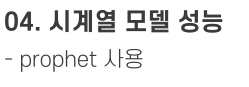 04. 시계열 모델 성능
- prophet 사용